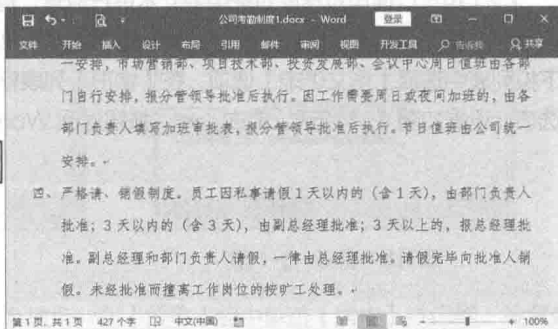 公司考勤制度1.docx - Word
登录
文件 开始 插入 设计 布局 引用 邮件 审阅 视图 开发工具 告诉我 共享
一安排，市场营销部、项目技术部、投资发展部、会议中心周日值班由各部
门自行安排，报分管领导批准后执行。因工作需要周日或夜间加班的，由各
部门负责人填写加班审批表，报分管领导批准后执行。节日值班由公司统一
安排。
四、严格请、销假制度。员工因私事请假1天以内的（含1天），由部门负责人
批准；3天以内的（含3天），由副总经理批准；3天以上的，报总经理批
准。副总经理和部门负责人请假，一律由总经理批准。请假完毕向批准人销
假。未经批准而擅离工作岗位的按旷工处理。
第1页，共1页 427个字 中文(中国) 100%